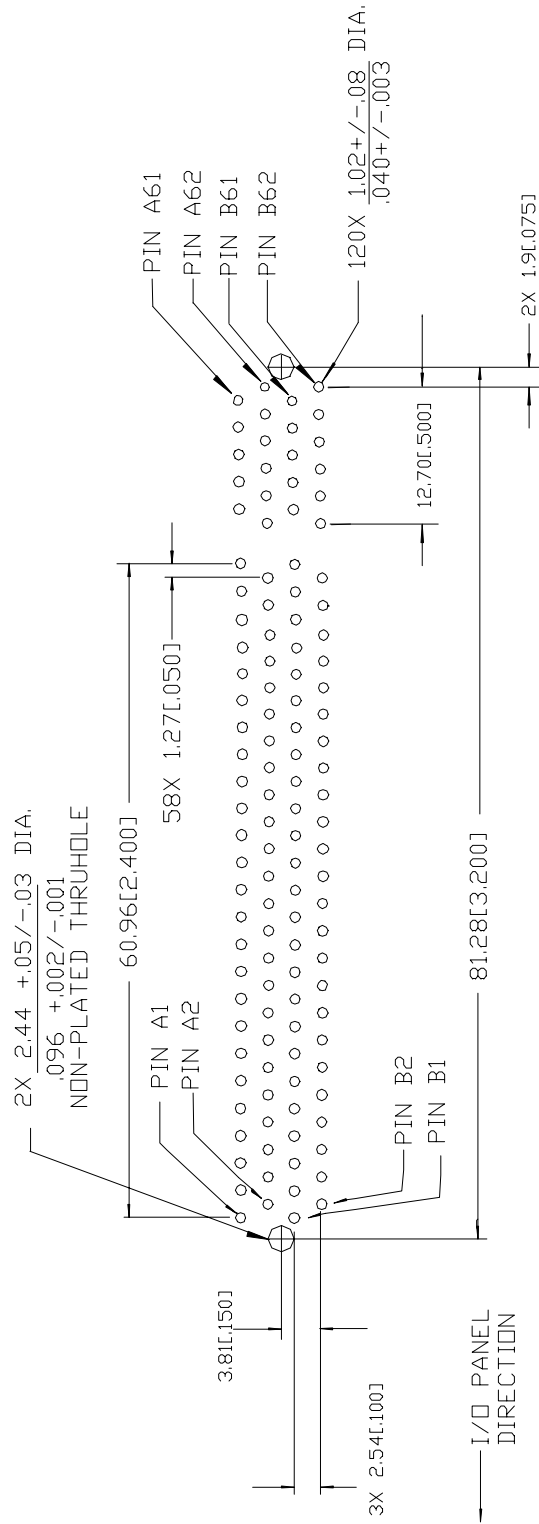 2X 2.44 +.05/-.03 DIA.
.096 +.002/-.001
NON-PLATED THRUHOLE
60.96[2.400]
58X 1.27[.050]
PIN A1
PIN A2
PIN A61
PIN A62
PIN B61
PIN B62
120X 1.02+/-.08 DIA.
.040+/-.003
3.81[.150]
3X 2.54[.100]
PIN B2
PIN B1
12.70[.500]
81.28[3.200]
2X 1.9[.075]
I/O PANEL
DIRECTION